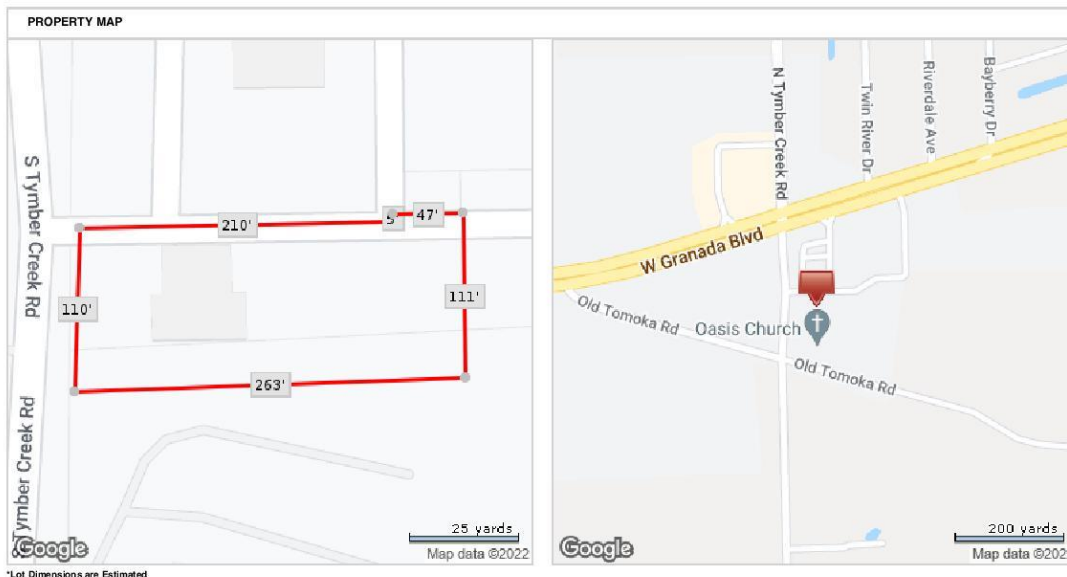 PROPERTY MAP
S Tymber Creek Rd
Tymber Creek Rd
210'
5'
47'
110'
111'
263'
25 yards
Google
Map data ©2022
N Tymber Creek Rd
Twin River Dr
Riverdale Ave
Bayberry Dr
W Granada Blvd
Old Tomoka Rd
Oasis Church
Old Tomoka Rd
200 yards
Google
Map data ©202
*Lot Dimensions are Estimated